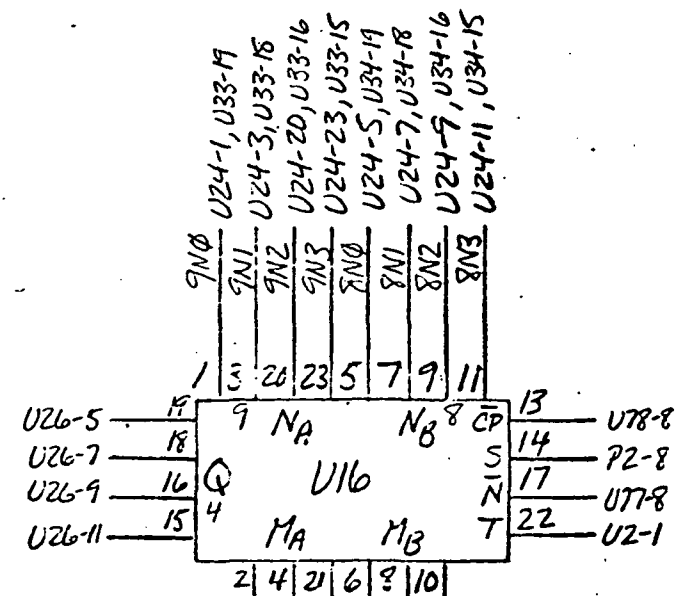 U24-1, U33-19
U24-3, U33-18
U24-20, U33-16
U24-23, U33-15
U24-5, U34-19
U24-7, U34-18
U24-9, U34-16
U24-11, U34-15
9NØ
9N1
9N2
9N3
8NØ
8N1
8N2
8N3
1 3 20 23 5 7 9 11
U26-5 19
U26-7 18
U26-9 16
U26-11 15
9 NA NB 8 CP
Q
4
U16
S
N
T
MA MB
13 U78-8
14 P2-8
17 U77-8
22 U2-1
2 4 21 6 8 10